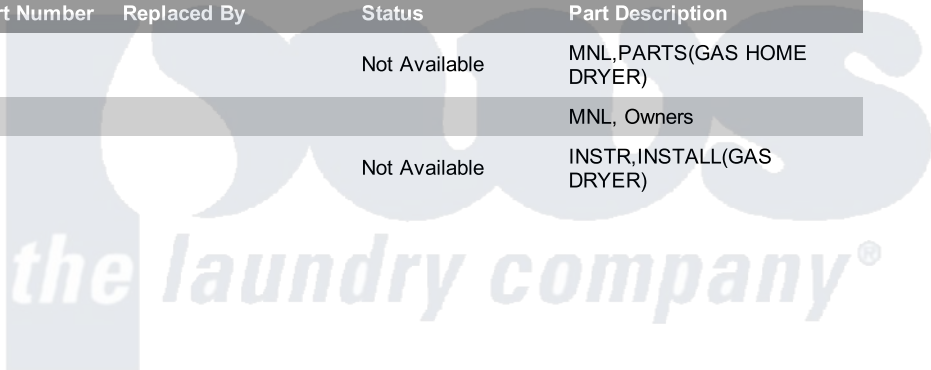 rt Number Replaced By Status Part Description
Not Available MNL,PARTS(GAS HOME
DRYER)
MNL, Owners
Not Available INSTR,INSTALL(GAS
DRYER)
the laundry company®